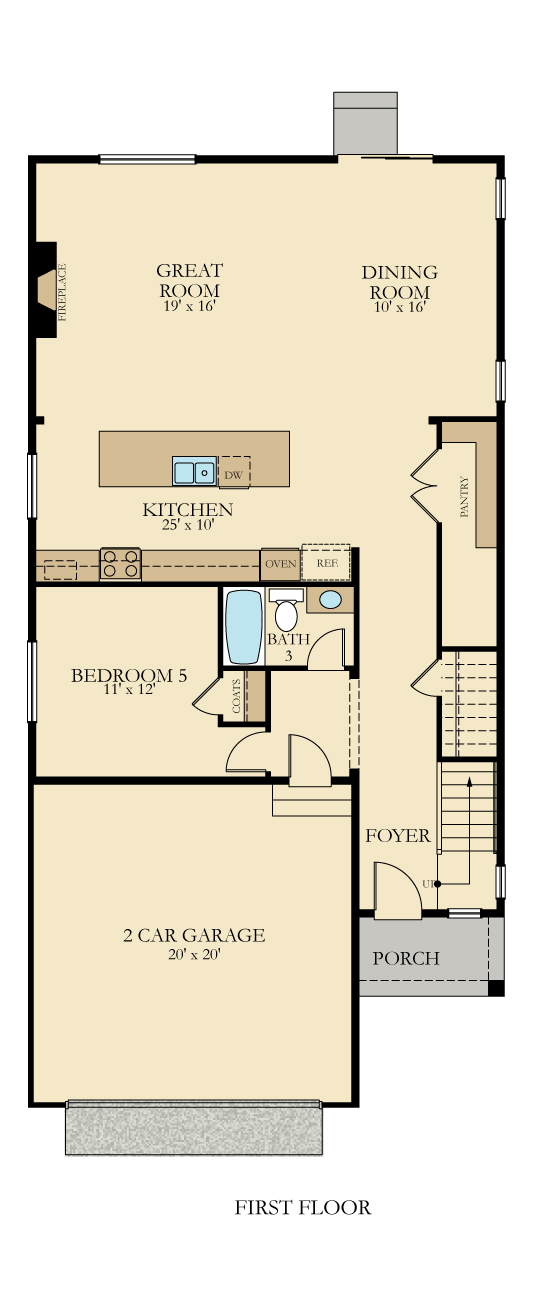 GREAT
ROOM
19' x 16'
DINING
ROOM
10' x 16'
FIREPLACE
DW
KITCHEN
25' x 10'
PANTRY
OVEN
REF.
BATH
3
BEDROOM 5
11' x 12'
COATS
FOYER
UP
2 CAR GARAGE
20' x 20'
PORCH
FIRST FLOOR